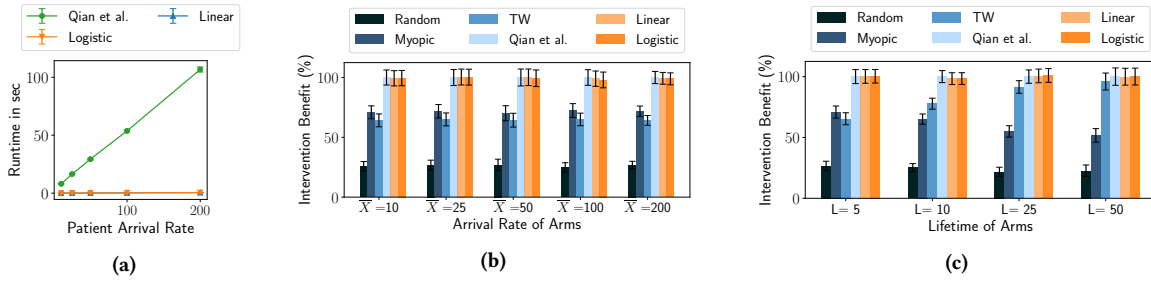 Qian et al.
Linear
Logistic
Runtime in sec
100
50
0
100
200
Patient Arrival Rate
(a)
Random
TW
Linear
Myopic
Qian et al.
Logistic
Intervention Benefit (%)
100
50
0
X̅ =10
X̅ =25
X̅ =50
X̅ =100
X̅ =200
Arrival Rate of Arms
(b)
Random
TW
Linear
Myopic
Qian et al.
Logistic
Intervention Benefit (%)
100
50
0
L= 5
L= 10
L= 25
L= 50
Lifetime of Arms
(c)